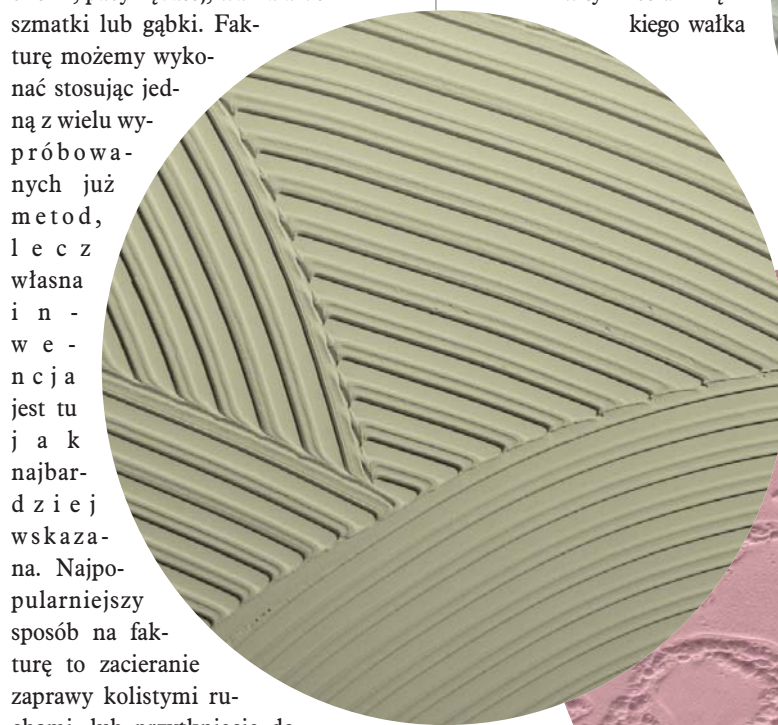 szmatki lub gąbki. Fak-
turę możemy wyko-
nać stosując jed-
ną z wielu wy-
próbowa-
nych już
metod,
lecz
własna
in-
we-
ncja
jest tu
jak
najbar-
dziej
wskaza-
na. Najpo-
pularniejszy
sposób na fak-
turę to zacieranie
zaprawy kolistymi ru-
kiego wałka